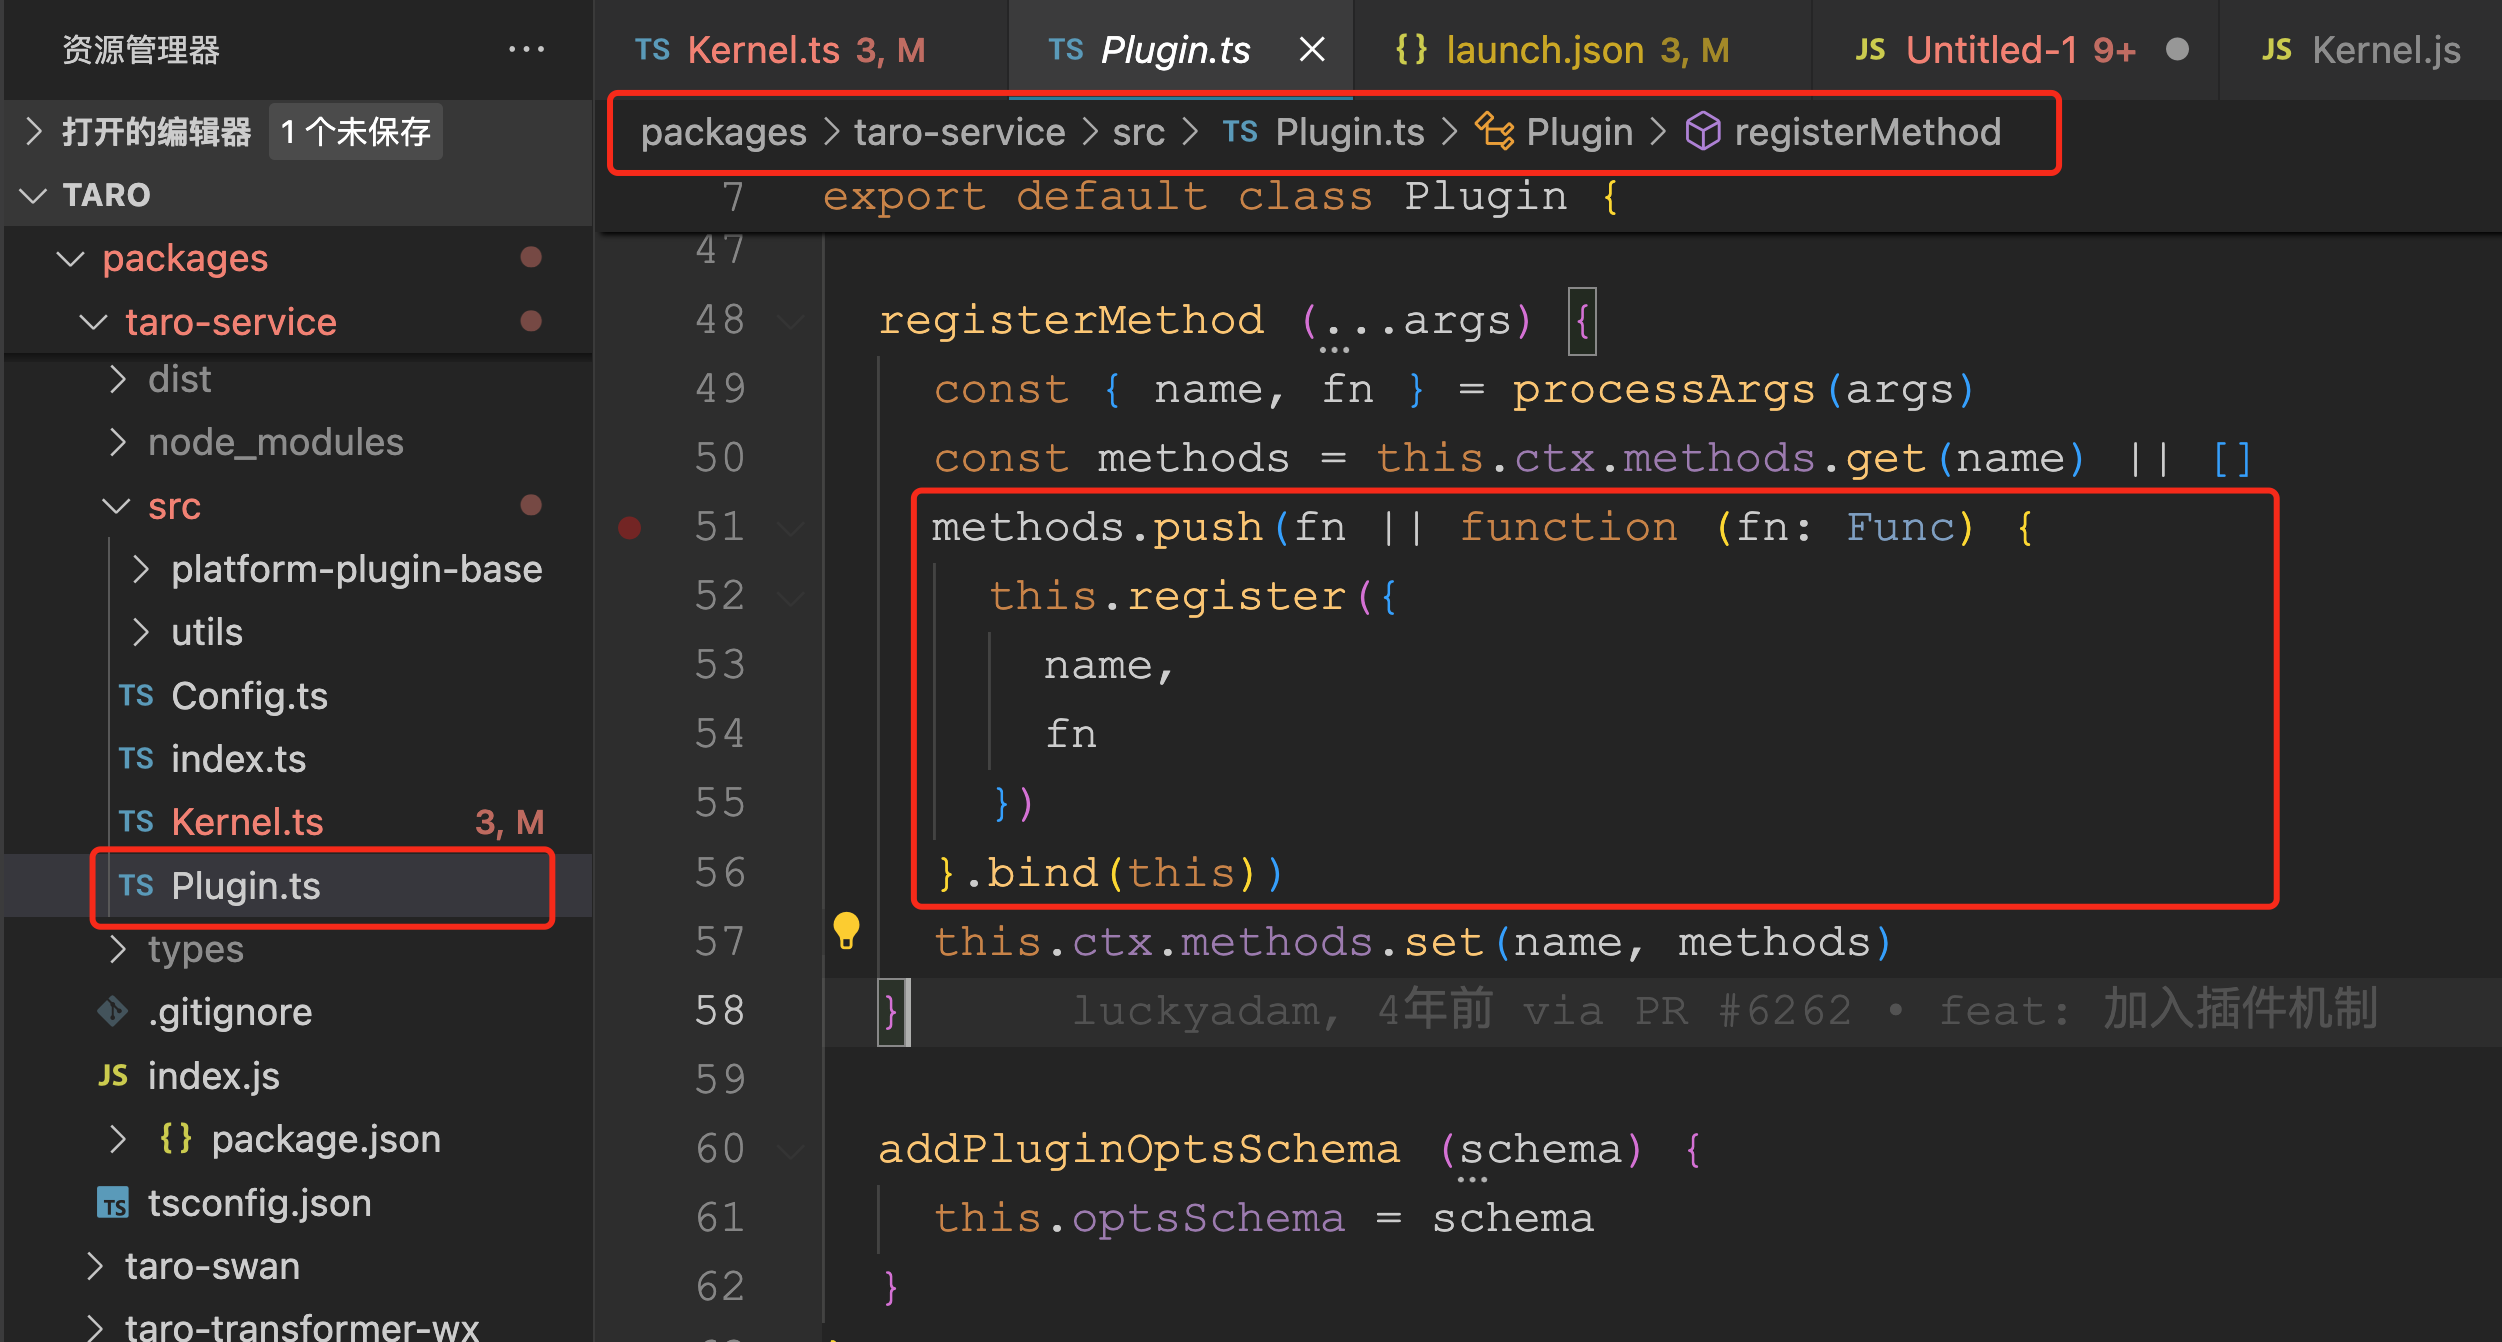 资源管理器 ...
打开的编辑器 1 个未保存
TARO
packages
taro-service
dist
node_modules
src
platform-plugin-base
utils
TS Config.ts
TS index.ts
TS Kernel.ts 3, M
TS Plugin.ts
types
.gitignore
JS index.js
{} package.json
TS tsconfig.json
taro-swan
taro-transformer-wx
TS Kernel.ts 3, M TS Plugin.ts {} launch.json 3, M JS Untitled-1 9+ JS Kernel.js
packages > taro-service > src > TS Plugin.ts > Plugin > registerMethod
7 export default class Plugin {
47
48 registerMethod (...args) {
49 const { name, fn } = processArgs(args)
50 const methods = this.ctx.methods.get(name) || []
51 methods.push(fn || function (fn: Func) {
52 this.register({
53 name,
54 fn
55 })
56 }.bind(this))
57 this.ctx.methods.set(name, methods)
58 } luckyadam, 4年前 via PR #6262 • feat: 加入插件机制
59
60 addPluginOptsSchema (schema) {
61 this.optsSchema = schema
62 }